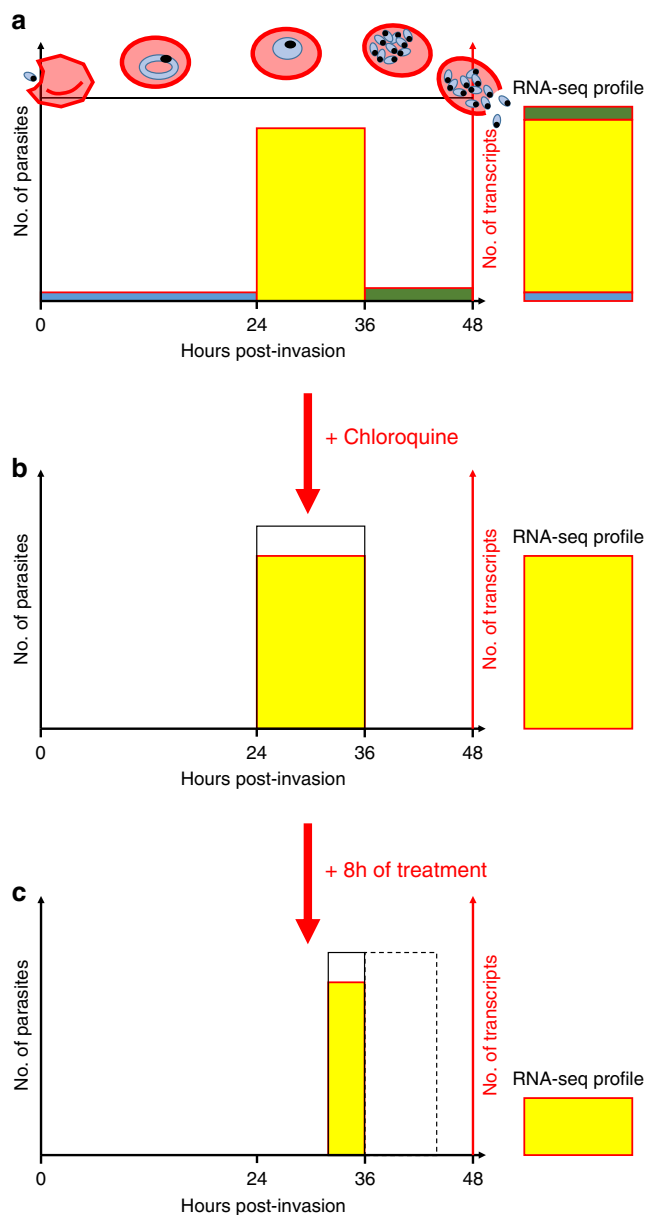 a
No. of parasites
No. of transcripts
RNA-seq profile
0 24 36 48
Hours post-invasion
+ Chloroquine
b
No. of parasites
No. of transcripts
RNA-seq profile
0 24 36 48
Hours post-invasion
+ 8h of treatment
c
No. of parasites
No. of transcripts
RNA-seq profile
0 24 36 48
Hours post-invasion